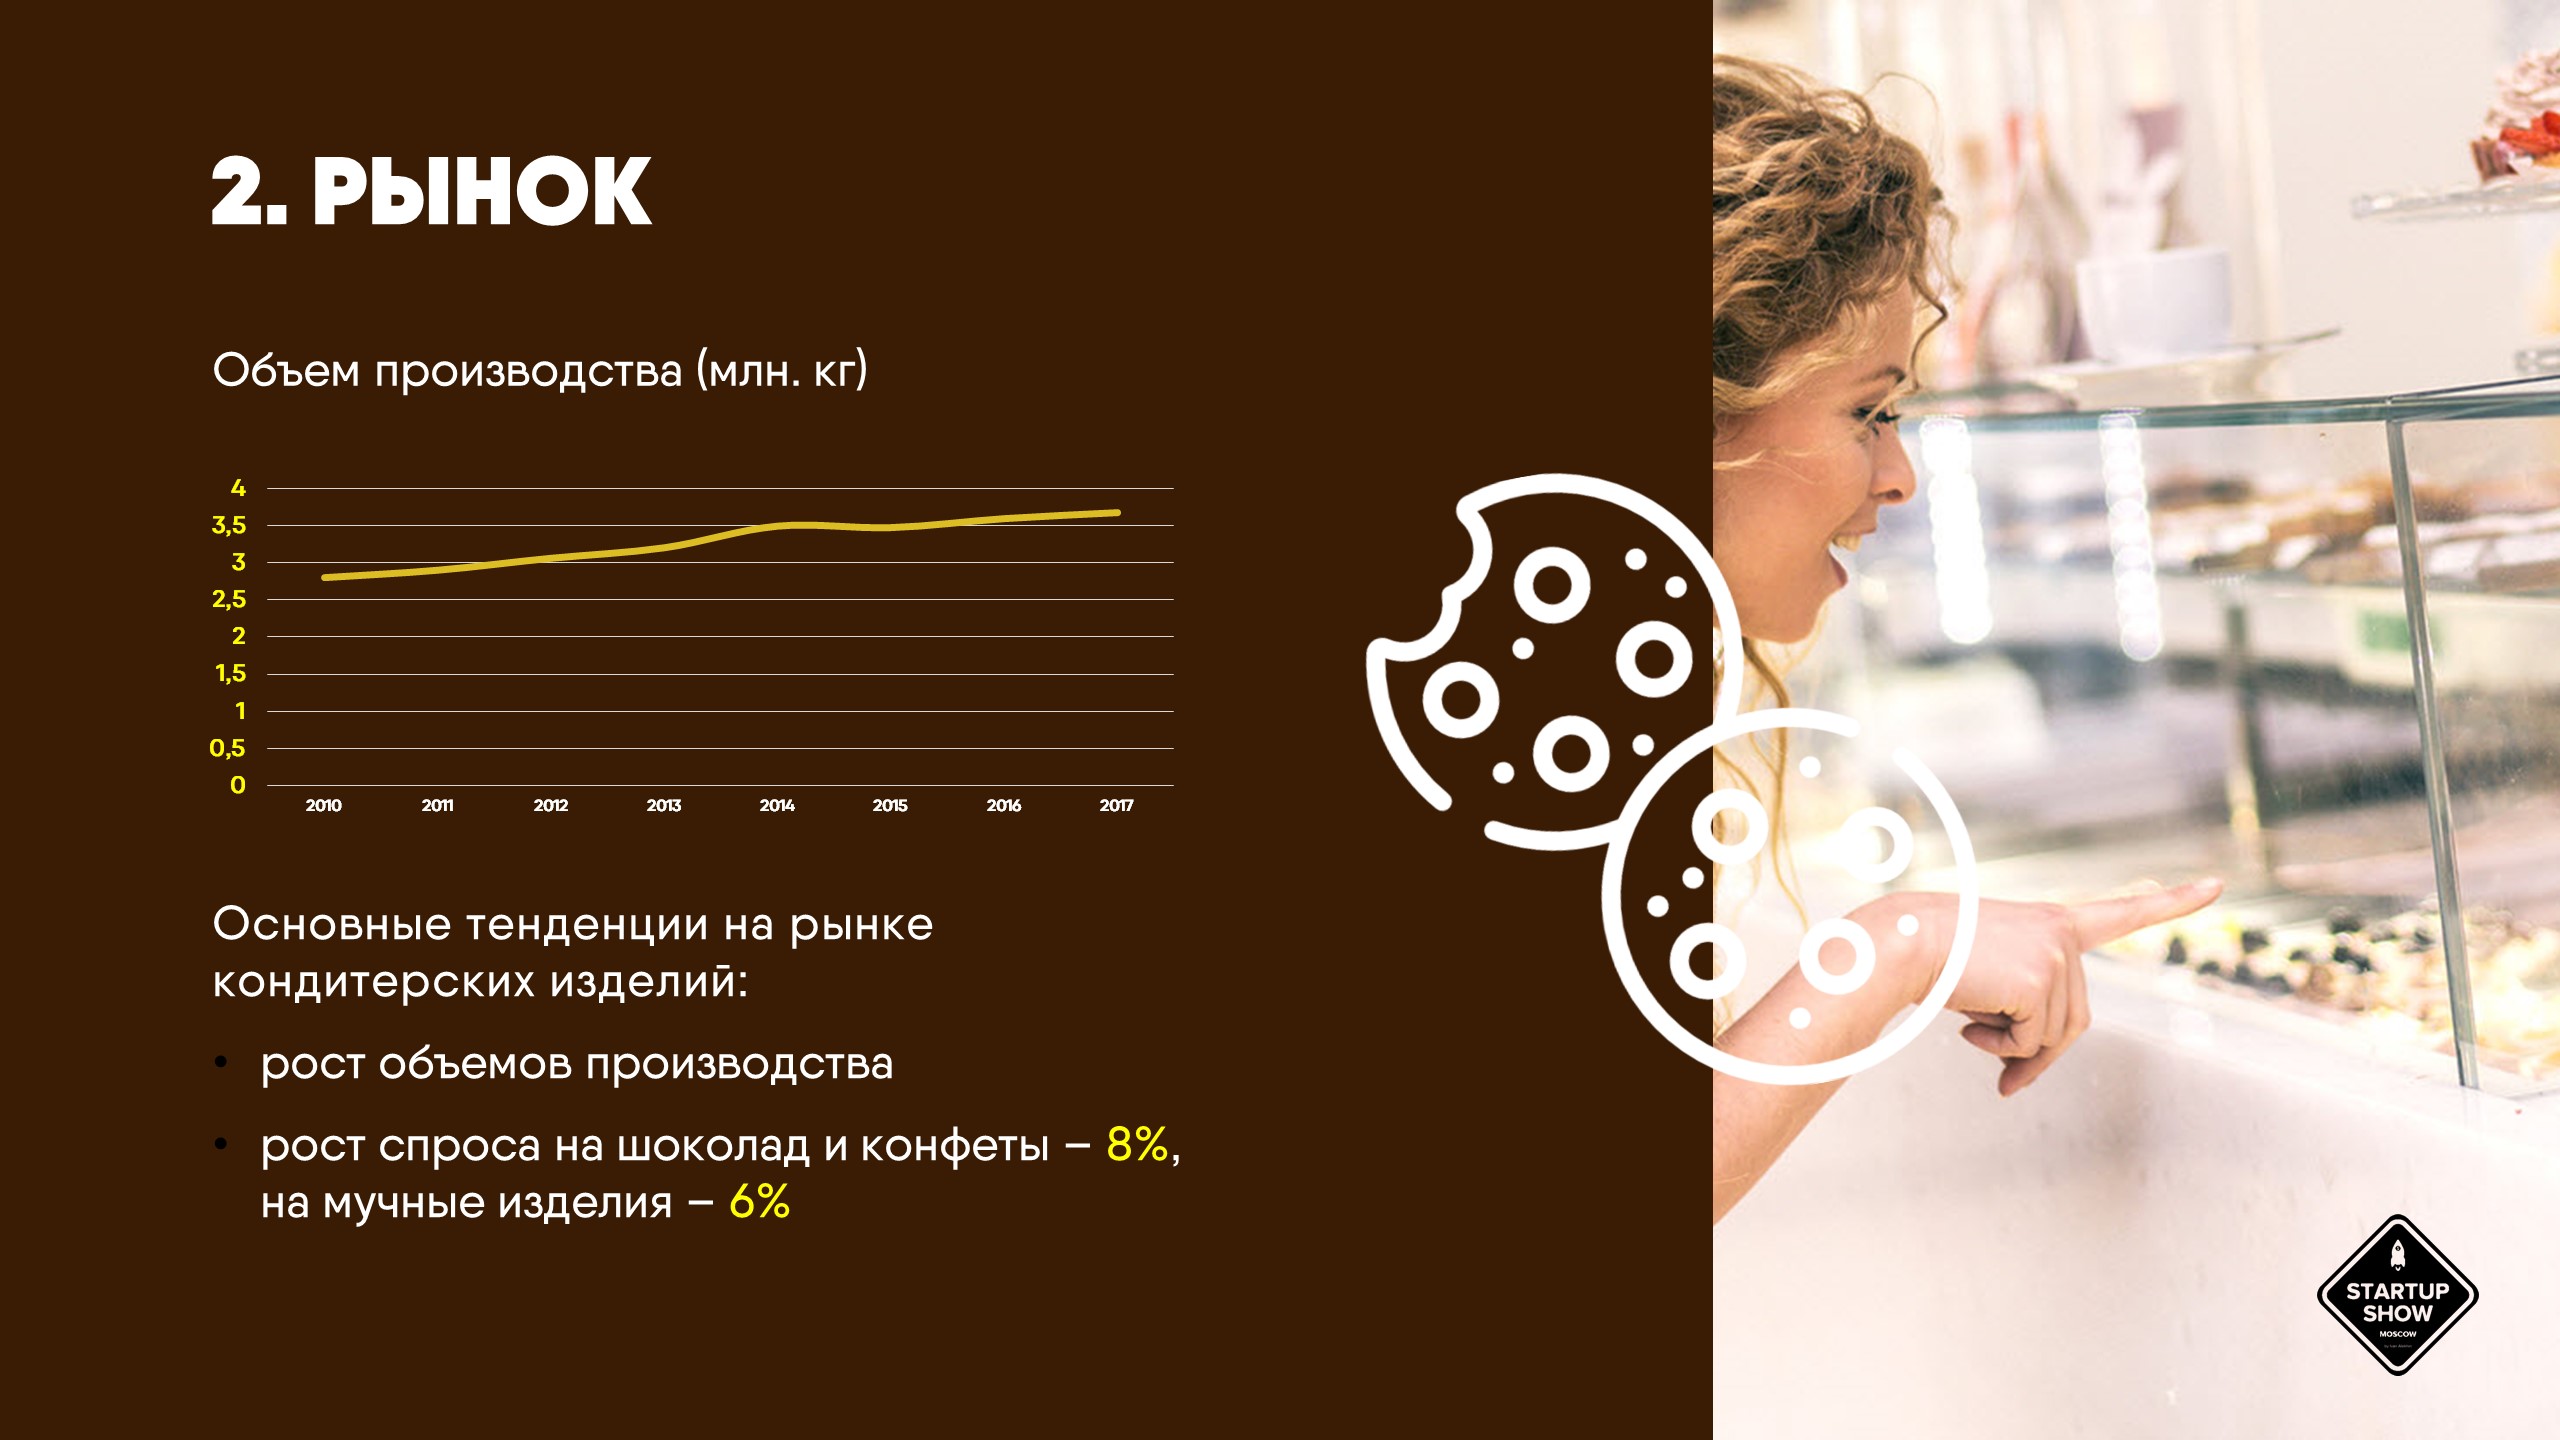 2. РЫНОК
Объем производства (млн. кг)
4
3,5
3
2,5
2
1,5
1
0,5
0
2010 2011 2012 2013 2014 2015 2016 2017
Основные тенденции на рынке
кондитерских изделий:
• рост объемов производства
• рост спроса на шоколад и конфеты – 8%,
на мучные изделия – 6%
STARTUP
SHOW
MOSCOW